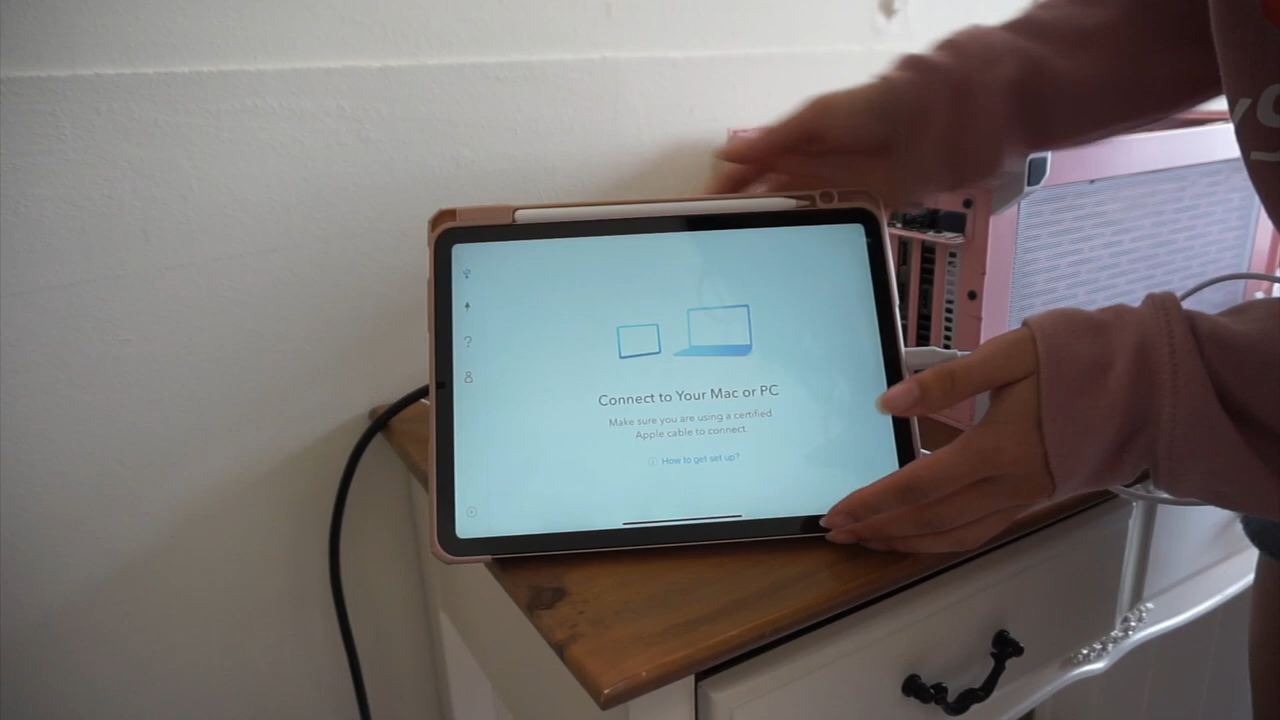 Connect to Your Mac or PC
Make sure you are using a certified
Apple cable to connect.
How to get set up?